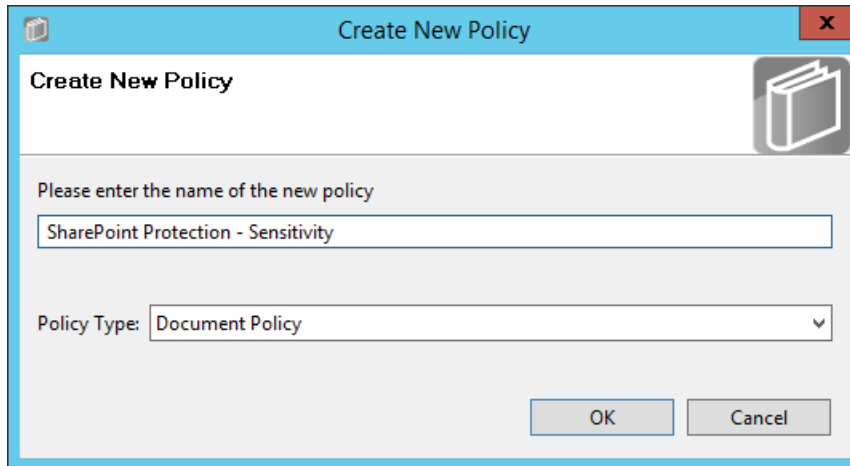 Create New Policy
x
Create New Policy
Please enter the name of the new policy
SharePoint Protection - Sensitivity
Policy Type: Document Policy
OK Cancel